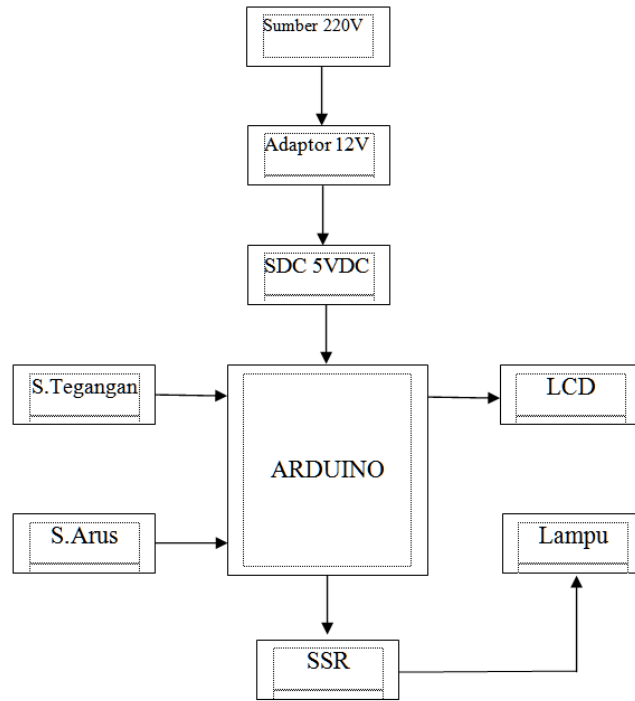 Sumber 220V
Adaptor 12V
SDC 5VDC
S.Tegangan
LCD
ARDUINO
S.Arus
Lampu
SSR